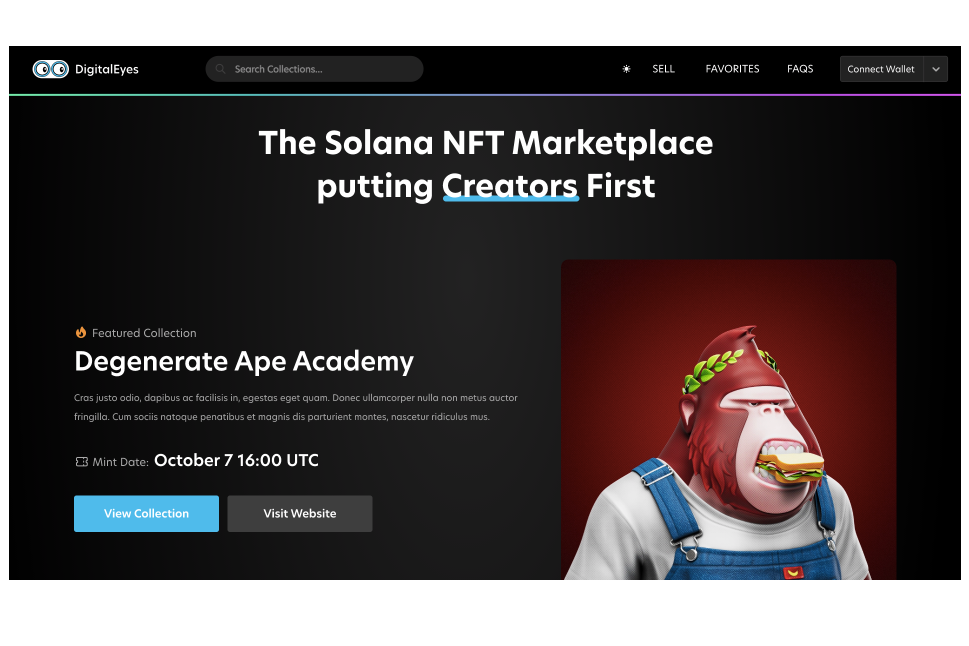 DigitalEyes
Search Collections...
SELL
FAVORITES
FAQS
Connect Wallet
The Solana NFT Marketplace
putting Creators First
Featured Collection
Degenerate Ape Academy
Cras justo odio, dapibus ac facilisis in, egestas eget quam. Donec ullamcorper nulla non metus auctor
fringilla. Cum sociis natoque penatibus et magnis dis parturient montes, nascetur ridiculus mus.
Mint Date: October 7 16:00 UTC
View Collection
Visit Website